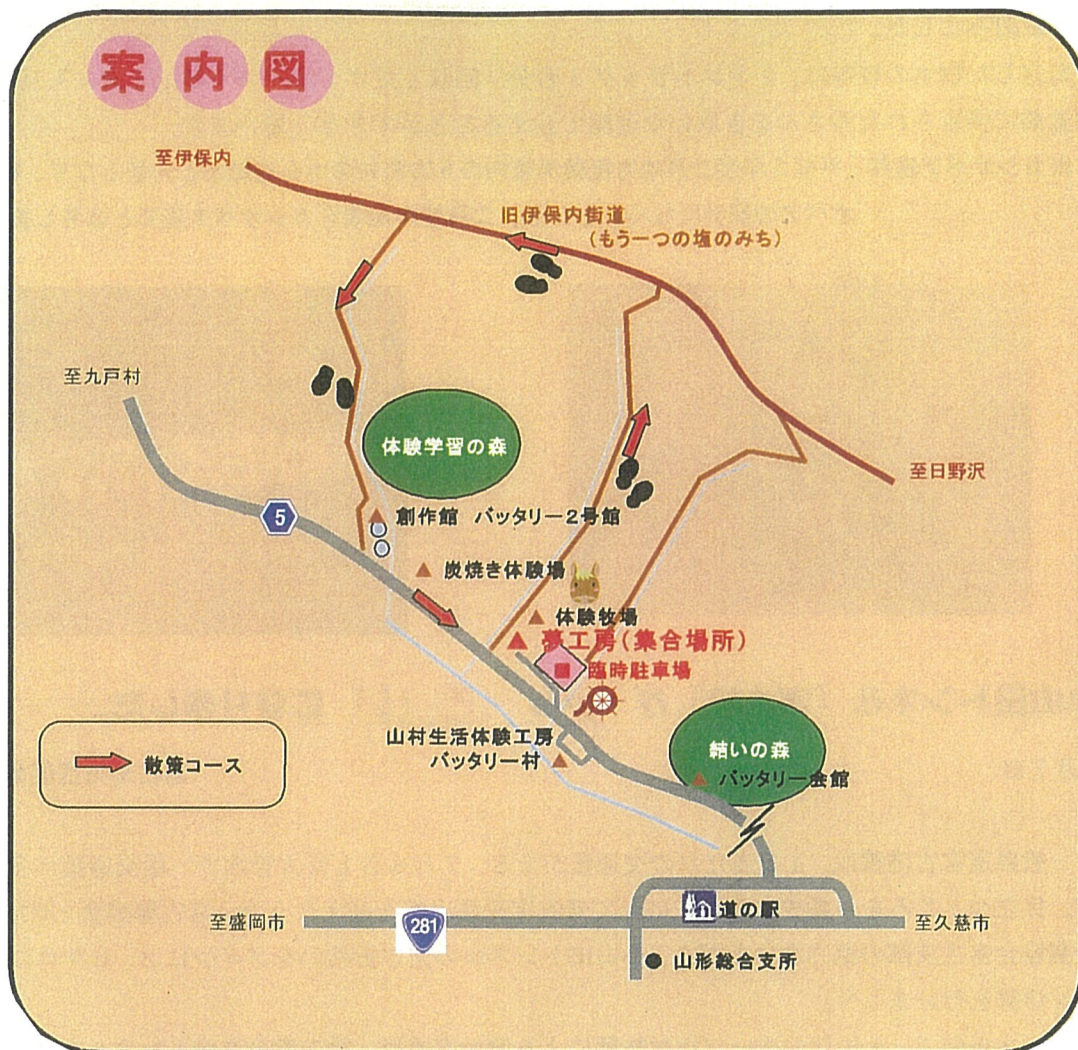 案内図
至伊保内
旧伊保内街道
(もう一つの塩のみち)
至九戸村
体験学習の森
至日野沢
5
創作館 バッタリー2号館
炭焼き体験場
体験牧場
夢工房(集合場所)
臨時駐車場
山村生活体験工房
バッタリー村
結いの森
バッタリー会館
散策コース
道の駅
至盛岡市
281
至久慈市
山形総合支所